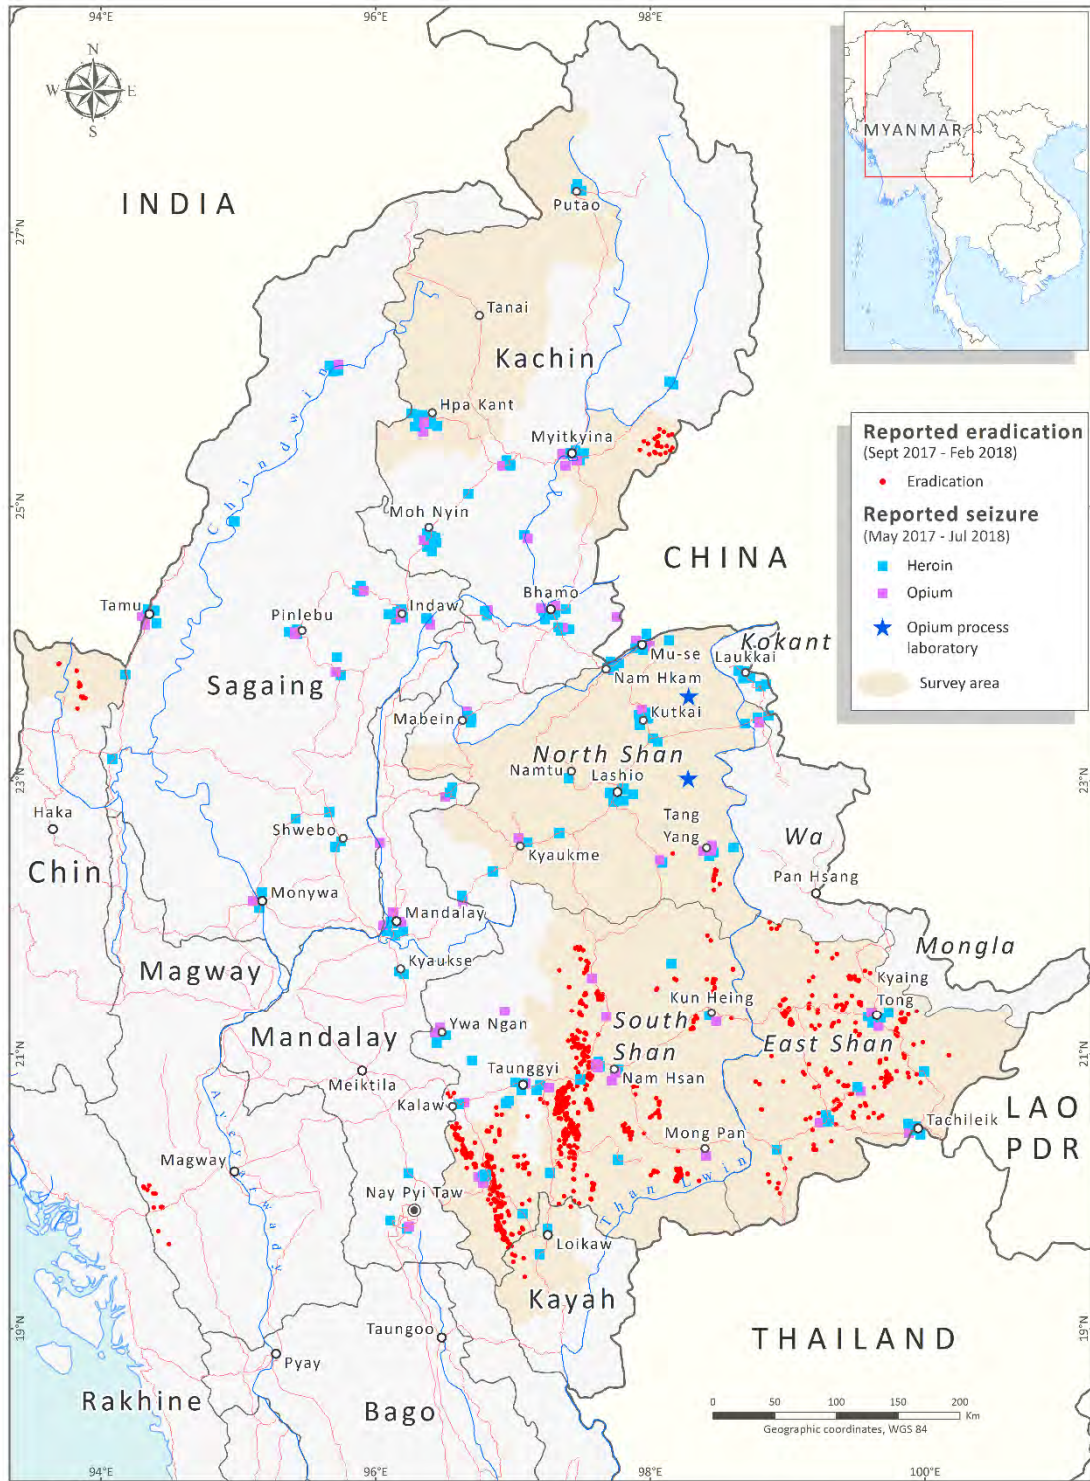 94°E
96°E
98°E
N
W
E
S
MYANMAR
INDIA
27°N
Putao
Tanai
Kachin
Hpa Kant
Myitkyina
Chindwin
Reported eradication
(Sept 2017 - Feb 2018)
Eradication
Reported seizure
(May 2017 - Jul 2018)
Heroin
Opium
Opium process
laboratory
Survey area
25°N
Moh Nyin
CHINA
Bhamo
Tamu
Indaw
Pinlebu
Kokant
Mu-se
Laukkai
Nam Hkam
Sagaing
Mabein
Kutkai
North Shan
Namtu
Lashio
23°N
23°N
Haka
Shwebo
Tang
Yang
Wa
Kyaukme
Chin
Pan Hsang
Monywa
Mandalay
Mongla
Magway
Kyaukse
Kyaing
Tong
Kun Heing
South
Shan
Ywa Ngan
Mandalay
East Shan
21°N
21°N
Taunggyi
Meiktila
Nam Hsan
Kalaw
LAO
PDR
Tachileik
Ayeyarwady
Mong Pan
Magway
Than Lwin
Nay Pyi Taw
Loikaw
Kayah
19°N
19°N
Taungoo
THAILAND
Pyay
Rakhine
Bago
0 50 100 150 200
Km
Geographic coordinates, WGS 84
94°E
96°E
98°E
100°E